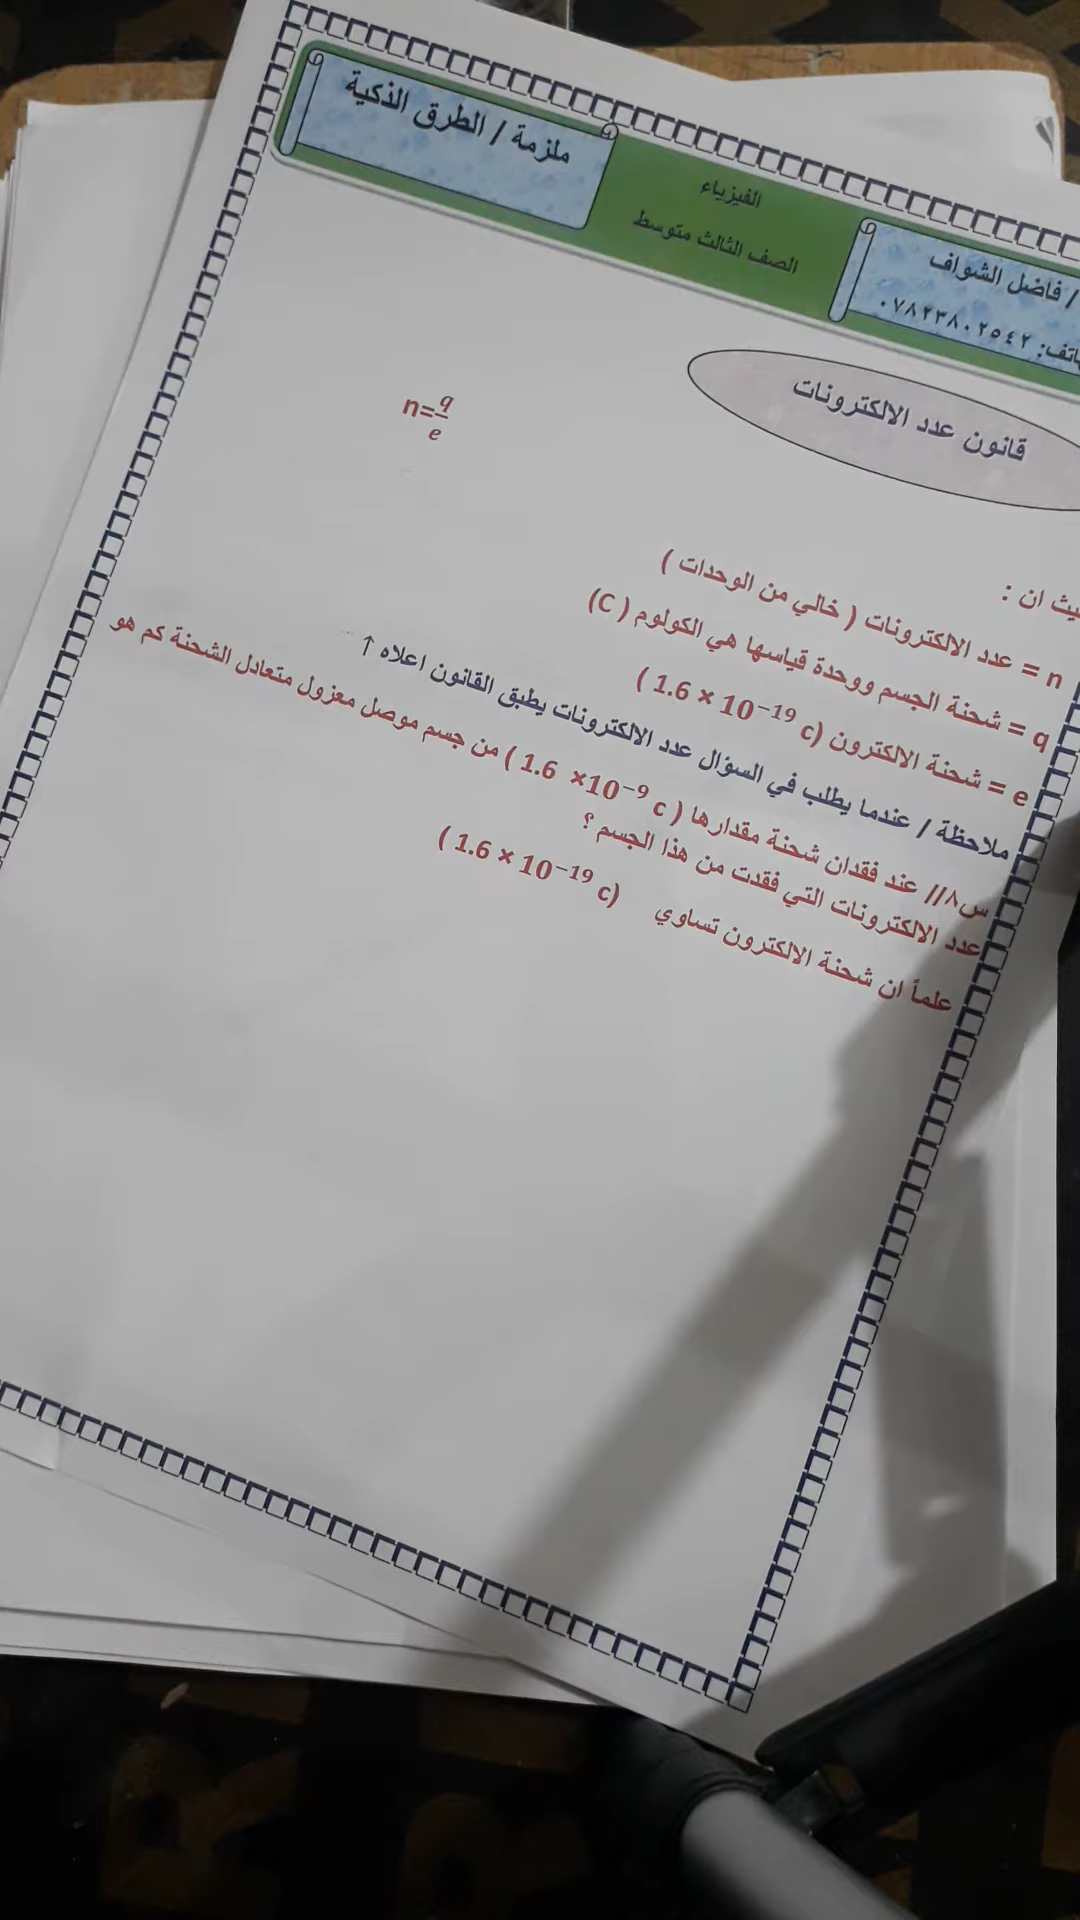 ملزمة / الطرق الذكية
الفيزياء
الصف الثالث متوسط
/ فاضل الشواف
٠٧٨٢٣٨٠٢٥٤٢
قانون عدد الالكترونات
n=q/e
ان :
n = عدد الالكترونات ( خالي من الوحدات )
q = شحنة الجسم ووحدة قياسها هي الكولوم ( C)
e = شحنة الالكترون (1.6 × 10⁻¹⁹ c )
ملاحظة / عندما يطلب في السؤال عدد الالكترونات يطبق القانون اعلاه ↑
س٨// عند فقدان شحنة مقدارها ( 1.6 ×10⁻⁹ c ) من جسم موصل معزول متعادل الشحنة كم هو
عدد الالكترونات التي فقدت من هذا الجسم ؟
علماً ان شحنة الالكترون تساوي (1.6 × 10⁻¹⁹ c )